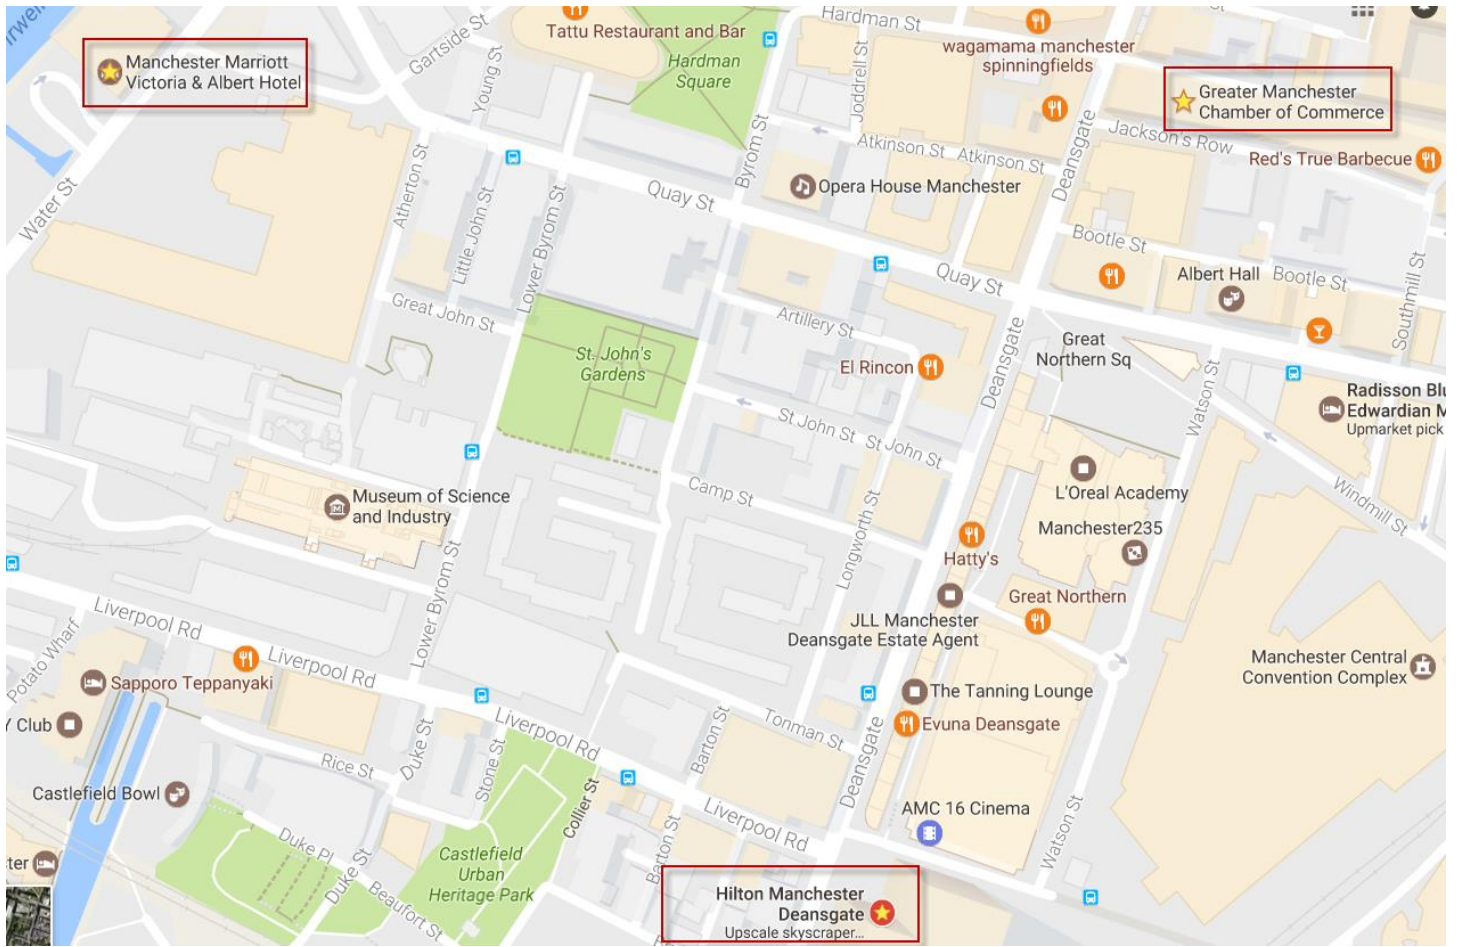 Gartside St
Tattu Restaurant and Bar
Hardman St
wagamama manchester
spinningfields
Manchester Marriott
Victoria & Albert Hotel
Young St
Hardman
Square
Joddrell St
Greater Manchester
Chamber of Commerce
Deansgate
Jackson's Row
Atkinson St
Atkinson St
Red's True Barbecue
Byrom St
Atherton St
Water St
Quay St
Opera House Manchester
Little John St
Lower Byrom St
Bootle St
Quay St
Albert Hall
Bootle St
Southmill St
Great John St
Artillery St
St. John's
Gardens
El Rincon
Deansgate
Great
Northern Sq
Watson St
Radisson Blu
Edwardian M
Upmarket pick
St John St
St John St
L'Oreal Academy
Museum of Science
and Industry
Camp St
Windmill St
Longworth St
Manchester235
Hatty's
Great Northern
Lower Byrom St
Liverpool Rd
JLL Manchester
Deansgate Estate Agent
Potato Wharf
Liverpool Rd
Manchester Central
Convention Complex
Sapporo Teppanyaki
The Tanning Lounge
Y Club
Liverpool Rd
Barton St
Tonman St
Evuna Deansgate
Duke St
Stone St
Rice St
Deansgate
Castlefield Bowl
Collier St
Liverpool Rd
AMC 16 Cinema
Watson St
Duke Pl
Barton St
Castlefield
Urban
Heritage Park
ter
Duke St
Beaufort St
Hilton Manchester
Deansgate
Upscale skyscraper...